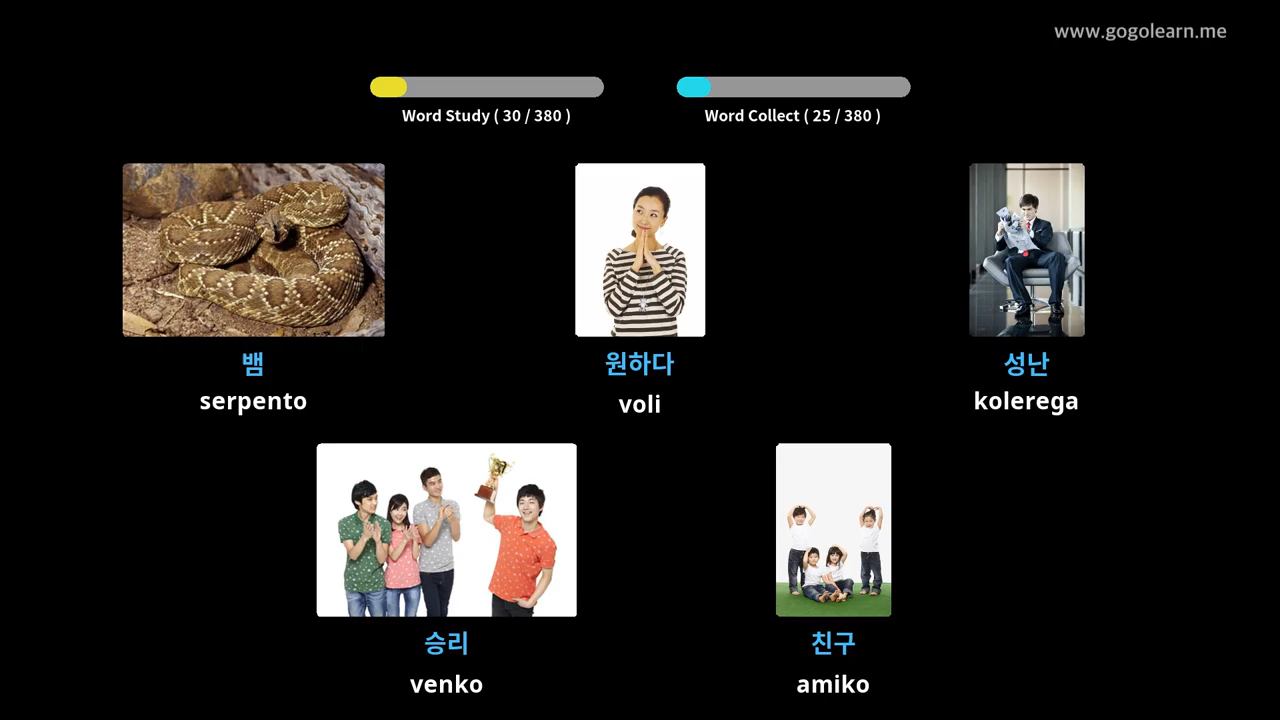 www.gogolearn.me
Word Study ( 30 / 380 )
Word Collect ( 25 / 380 )
뱀
serpento
원하다
voli
성난
kolerega
승리
venko
친구
amiko